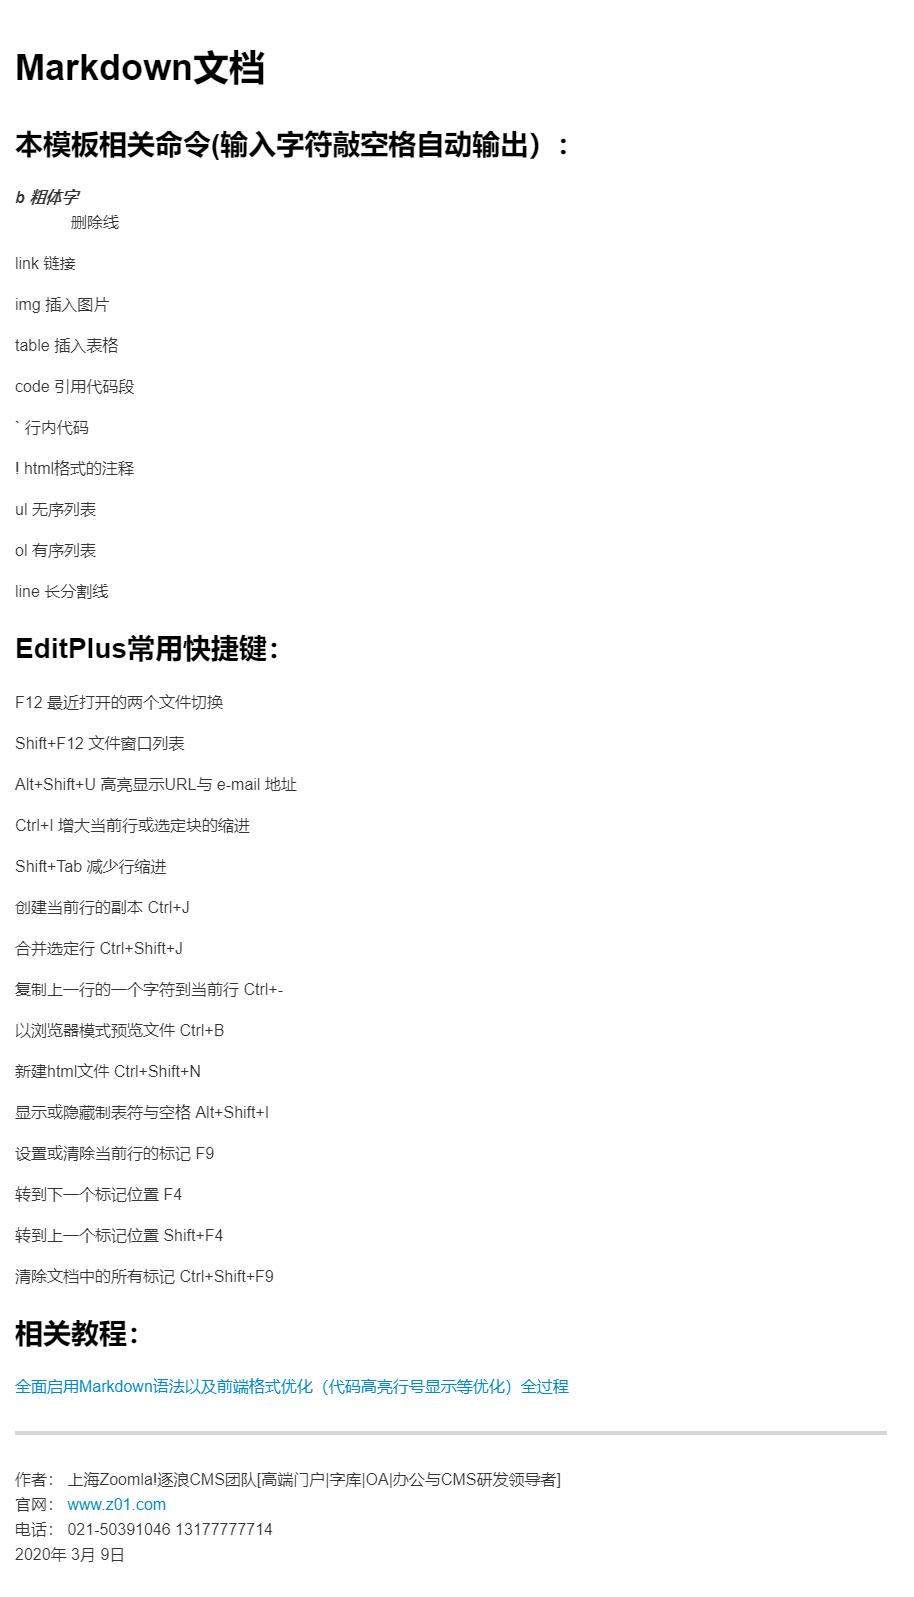 Markdown文档
本模板相关命令(输入字符敲空格自动输出）:
b 粗体字
删除线
link 链接
img 插入图片
table 插入表格
code 引用代码段
` 行内代码
! html格式的注释
ul 无序列表
ol 有序列表
line 长分割线
EditPlus常用快捷键：
F12 最近打开的两个文件切换
Shift+F12 文件窗口列表
Alt+Shift+U 高亮显示URL与 e-mail 地址
Ctrl+I 增大当前行或选定块的缩进
Shift+Tab 减少行缩进
创建当前行的副本 Ctrl+J
合并选定行 Ctrl+Shift+J
复制上一行的一个字符到当前行 Ctrl+-
以浏览器模式预览文件 Ctrl+B
新建html文件 Ctrl+Shift+N
显示或隐藏制表符与空格 Alt+Shift+I
设置或清除当前行的标记 F9
转到下一个标记位置 F4
转到上一个标记位置 Shift+F4
清除文档中的所有标记 Ctrl+Shift+F9
相关教程：
全面启用Markdown语法以及前端格式优化（代码高亮行号显示等优化）全过程
作者： 上海Zoomla!逐浪CMS团队[高端门户|字库|OA|办公与CMS研发领导者]
官网： www.z01.com
电话： 021-50391046 13177777714
2020年 3月 9日